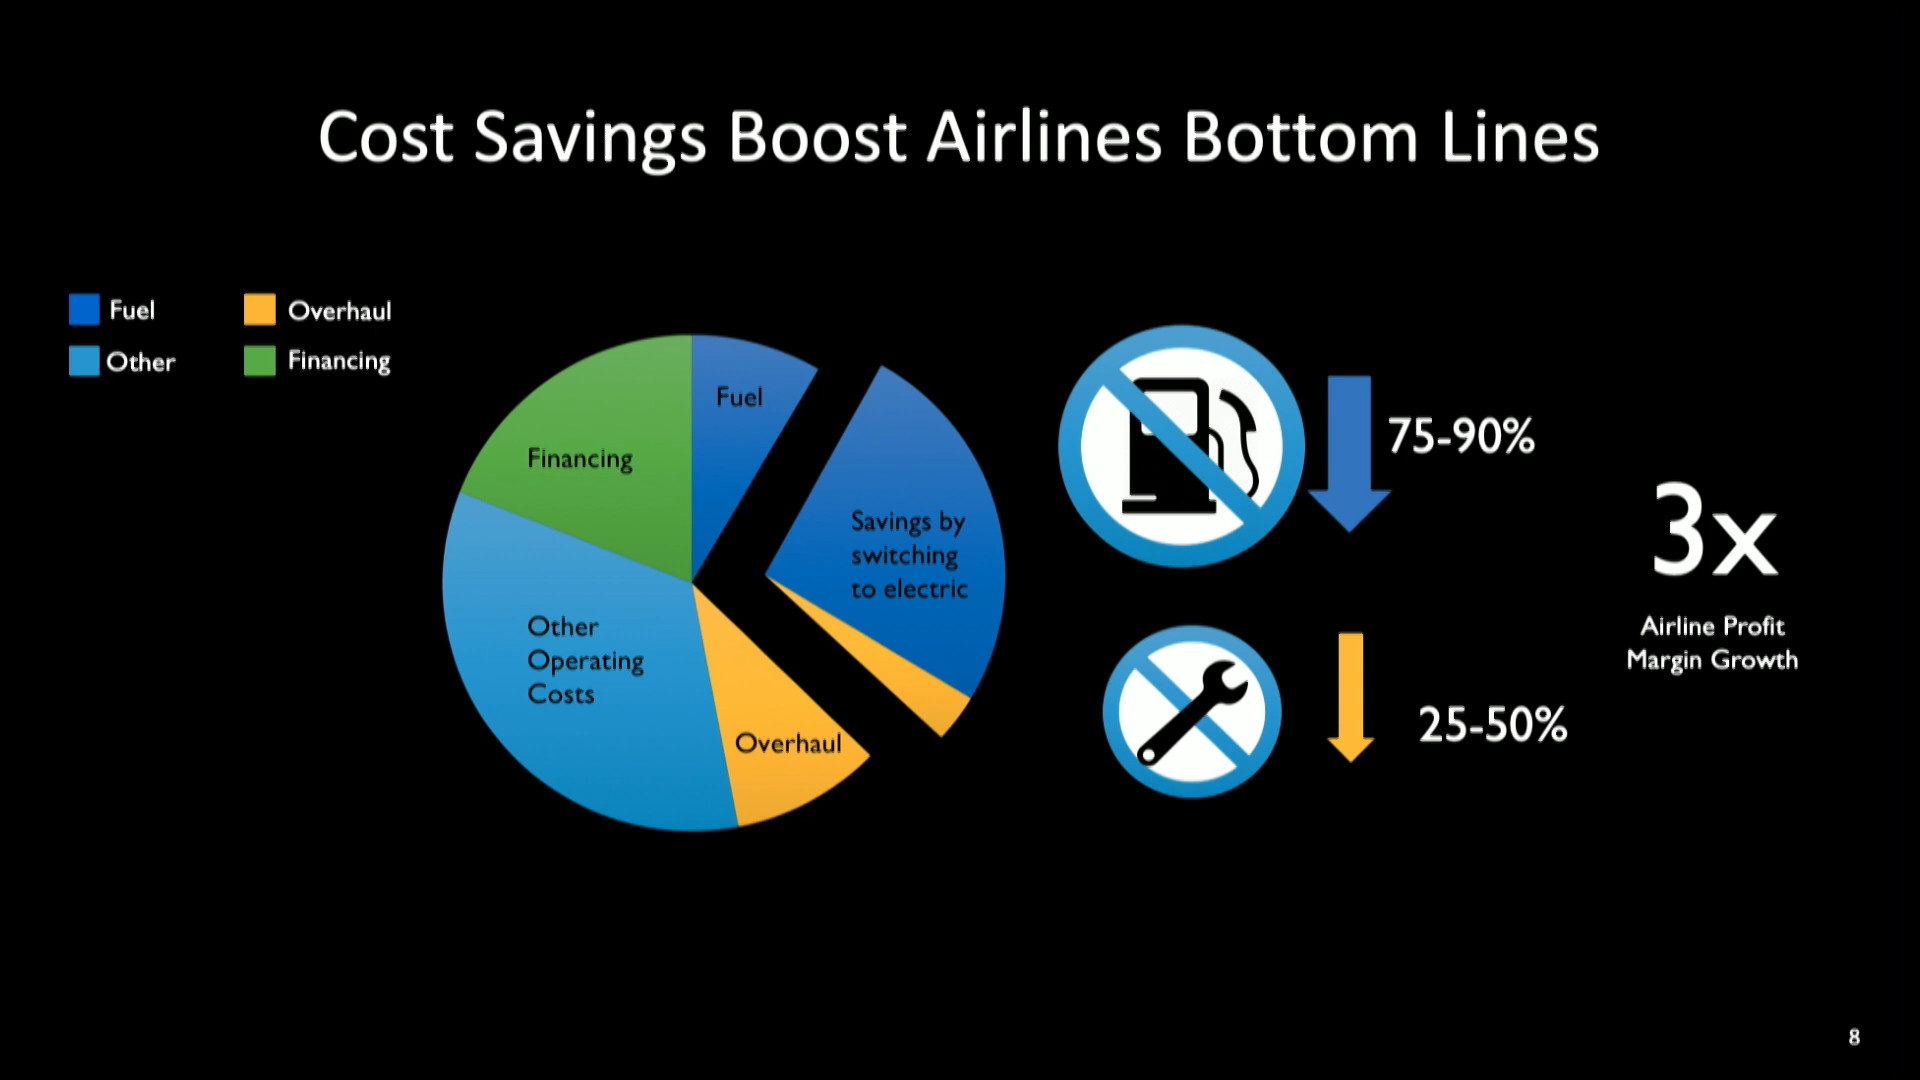 Cost Savings Boost Airlines Bottom Lines
Fuel
Overhaul
Other
Financing
Fuel
Financing
Savings by
switching
to electric
Other
Operating
Costs
Overhaul
75-90%
25-50%
3x
Airline Profit
Margin Growth
8